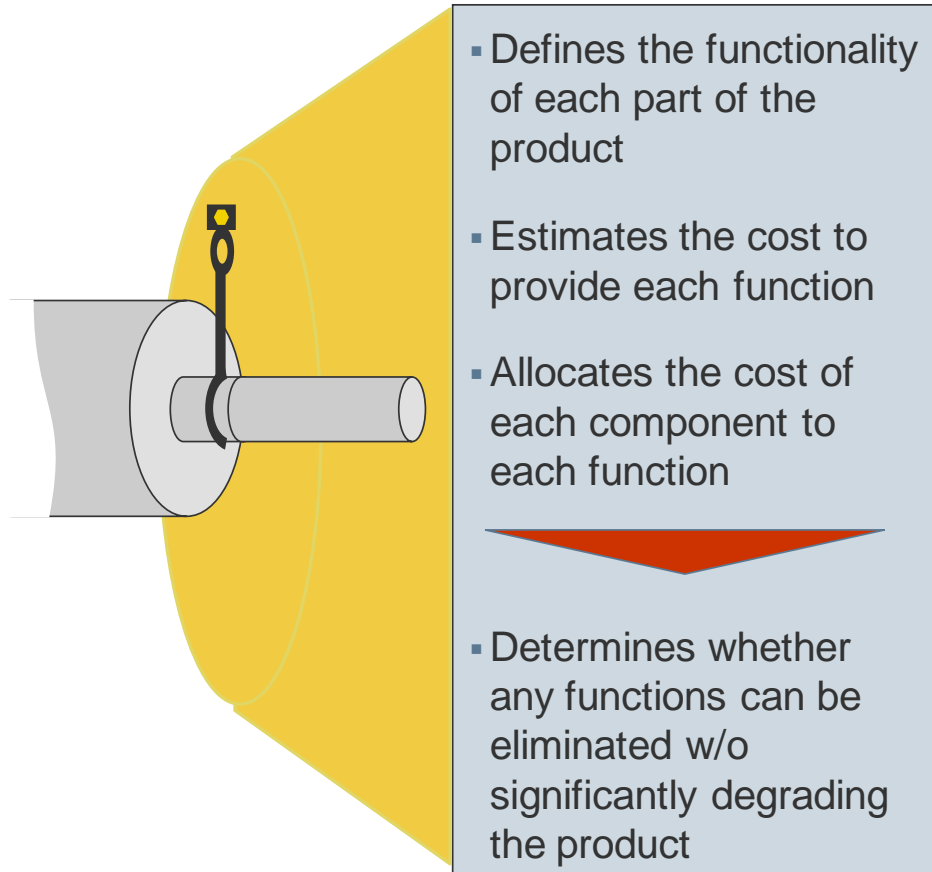 ▪ Defines the functionality
of each part of the
product
▪ Estimates the cost to
provide each function
▪ Allocates the cost of
each component to
each function
▪ Determines whether
any functions can be
eliminated w/o
significantly degrading
the product